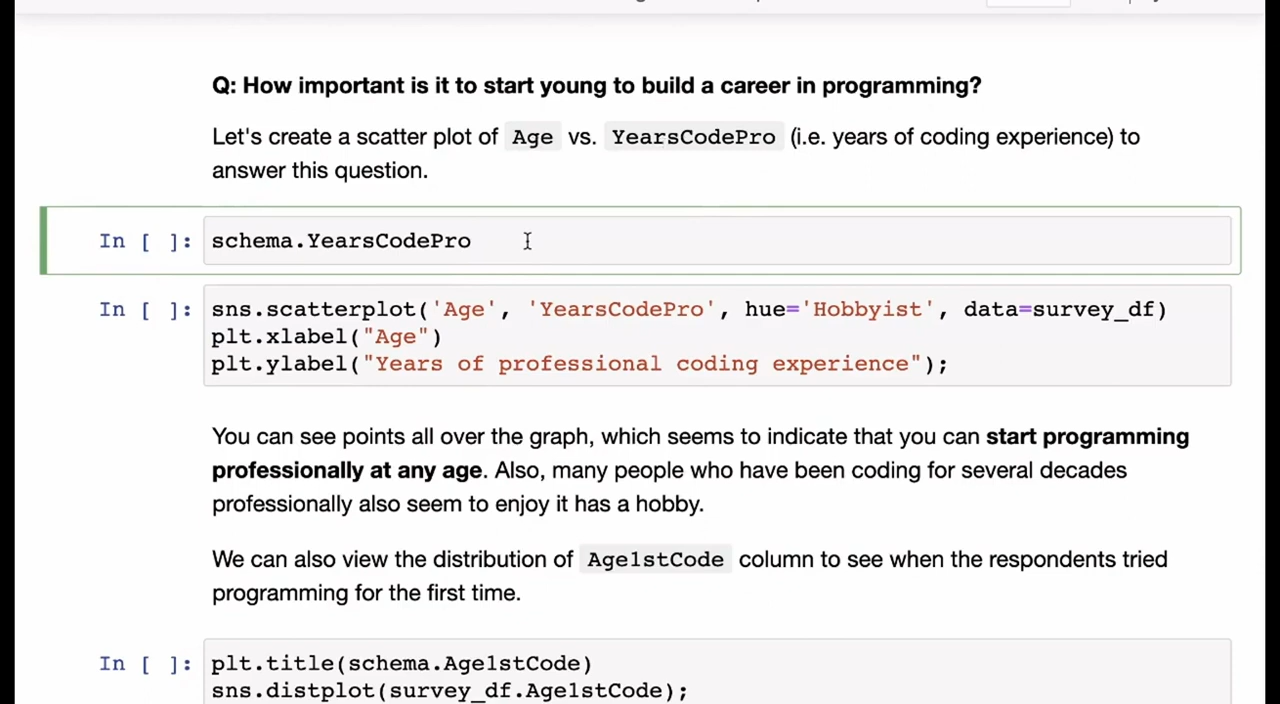 Q: How important is it to start young to build a career in programming?
Let's create a scatter plot of Age vs. YearsCodePro (i.e. years of coding experience) to
answer this question.
In [ ]: schema.YearsCodePro
In [ ]: sns.scatterplot('Age', 'YearsCodePro', hue='Hobbyist', data=survey_df)
plt.xlabel("Age")
plt.ylabel("Years of professional coding experience");
You can see points all over the graph, which seems to indicate that you can start programming
professionally at any age. Also, many people who have been coding for several decades
professionally also seem to enjoy it has a hobby.
We can also view the distribution of Age1stCode column to see when the respondents tried
programming for the first time.
In [ ]: plt.title(schema.Age1stCode)
sns.distplot(survey_df.Age1stCode);